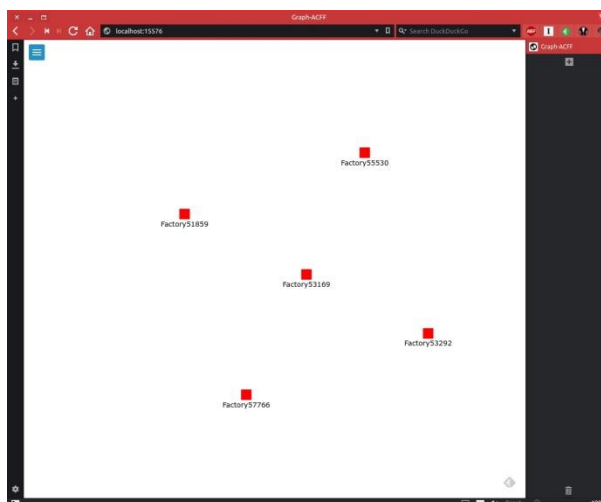 Graph-ACFF
localhost:15576
Search DuckDuckGo
Graph-ACFF
Factory55530
Factory51859
Factory53169
Factory53292
Factory57766